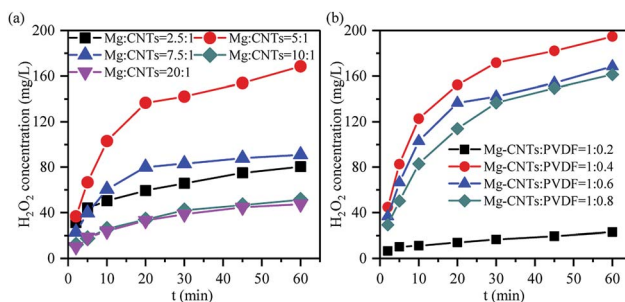 (a)
Mg:CNTs=2.5:1 Mg:CNTs=5:1
Mg:CNTs=7.5:1 Mg:CNTs=10:1
Mg:CNTs=20:1
H₂O₂ concentration (mg/L)
200
160
120
80
40
0
0 10 20 30 40 50 60
t (min)
(b)
H₂O₂ concentration (mg/L)
200
160
120
80
40
0
Mg-CNTs:PVDF=1:0.2
Mg-CNTs:PVDF=1:0.4
Mg-CNTs:PVDF=1:0.6
Mg-CNTs:PVDF=1:0.8
0 10 20 30 40 50 60
t (min)